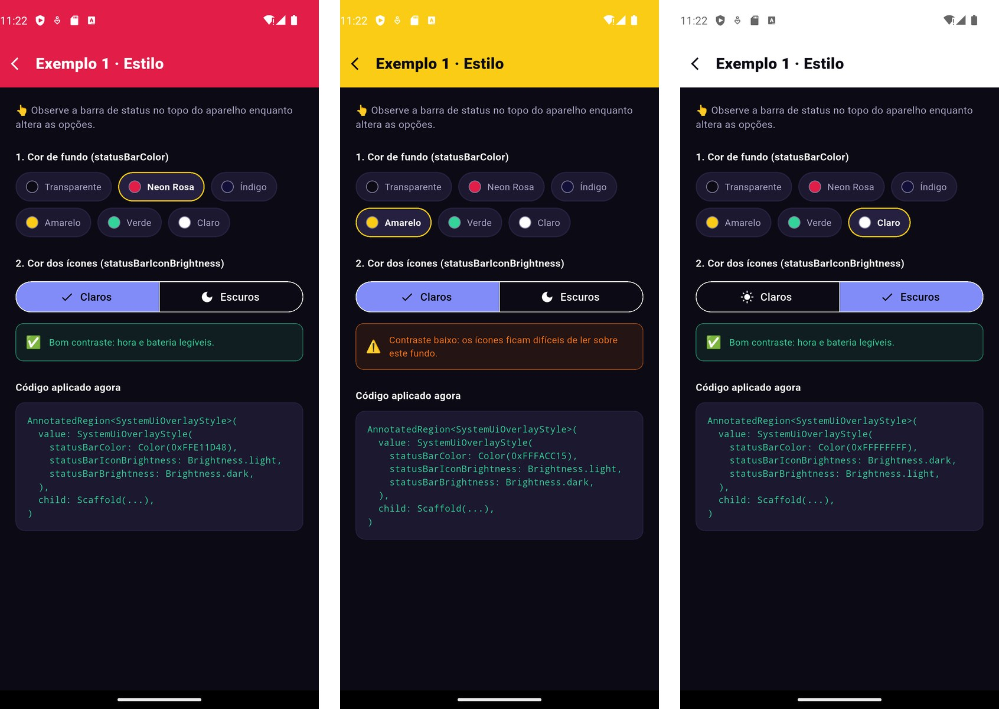 11:22
Exemplo 1 · Estilo
👆 Observe a barra de status no topo do aparelho enquanto
altera as opções.
1. Cor de fundo (statusBarColor)
Transparente Neon Rosa Índigo
Amarelo Verde Claro
2. Cor dos ícones (statusBarIconBrightness)
Claros Escuros
✅ Bom contraste: hora e bateria legíveis.
Código aplicado agora
AnnotatedRegion<SystemUiOverlayStyle>(
  value: SystemUiOverlayStyle(
    statusBarColor: Color(0xFFE11D48),
    statusBarIconBrightness: Brightness.light,
    statusBarBrightness: Brightness.dark,
  ),
  child: Scaffold(...),
)
11:22
Exemplo 1 · Estilo
👆 Observe a barra de status no topo do aparelho enquanto
altera as opções.
1. Cor de fundo (statusBarColor)
Transparente Neon Rosa Índigo
Amarelo Verde Claro
2. Cor dos ícones (statusBarIconBrightness)
Claros Escuros
⚠️ Contraste baixo: os ícones ficam difíceis de ler sobre
este fundo.
Código aplicado agora
AnnotatedRegion<SystemUiOverlayStyle>(
  value: SystemUiOverlayStyle(
    statusBarColor: Color(0xFFFACC15),
    statusBarIconBrightness: Brightness.light,
    statusBarBrightness: Brightness.dark,
  ),
  child: Scaffold(...),
)
11:22
Exemplo 1 · Estilo
👆 Observe a barra de status no topo do aparelho enquanto
altera as opções.
1. Cor de fundo (statusBarColor)
Transparente Neon Rosa Índigo
Amarelo Verde Claro
2. Cor dos ícones (statusBarIconBrightness)
Claros Escuros
✅ Bom contraste: hora e bateria legíveis.
Código aplicado agora
AnnotatedRegion<SystemUiOverlayStyle>(
  value: SystemUiOverlayStyle(
    statusBarColor: Color(0xFFFFFFFF),
    statusBarIconBrightness: Brightness.dark,
    statusBarBrightness: Brightness.light,
  ),
  child: Scaffold(...),
)